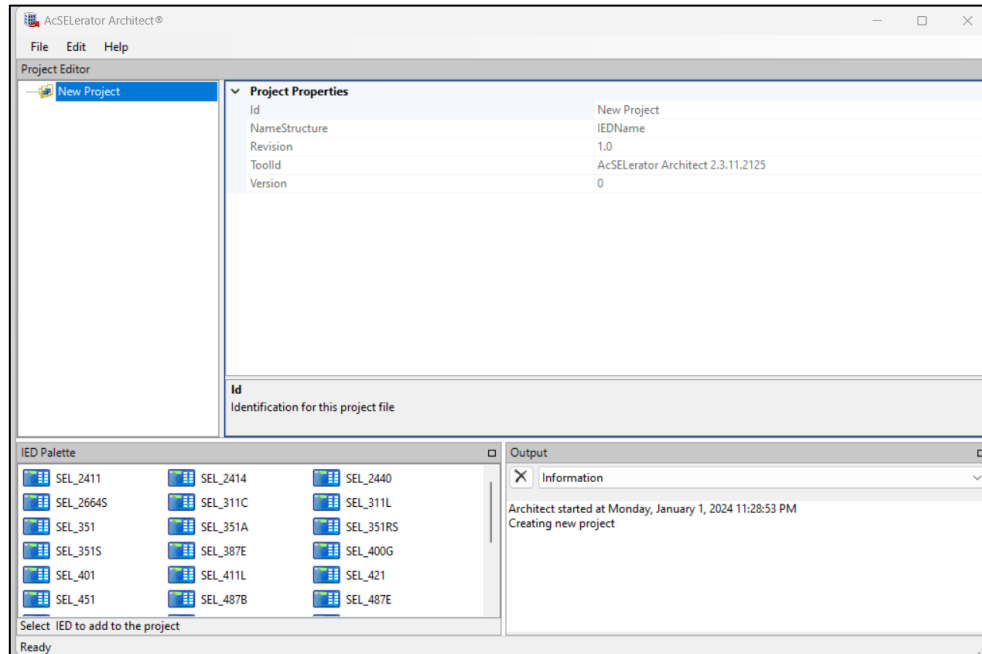 AcSELerator Architect®
File Edit Help
Project Editor
New Project
Project Properties
Id New Project
NameStructure IEDName
Revision 1.0
ToolId AcSELerator Architect 2.3.11.2125
Version 0
Id
Identification for this project file
IED Palette
SEL_2411 SEL_2414 SEL_2440
SEL_2664S SEL_311C SEL_311L
SEL_351 SEL_351A SEL_351RS
SEL_351S SEL_387E SEL_400G
SEL_401 SEL_411L SEL_421
SEL_451 SEL_487B SEL_487E
Select IED to add to the project
Output
Information
Architect started at Monday, January 1, 2024 11:28:53 PM
Creating new project
Ready